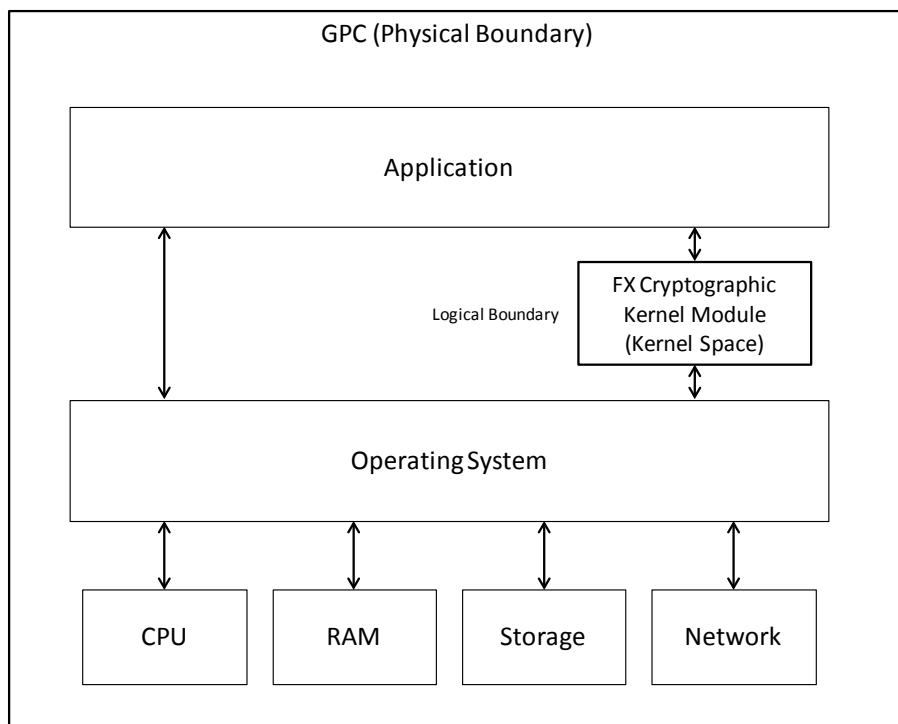 GPC (Physical Boundary)
Application
Logical Boundary
FX Cryptographic
Kernel Module
(Kernel Space)
Operating System
CPU
RAM
Storage
Network